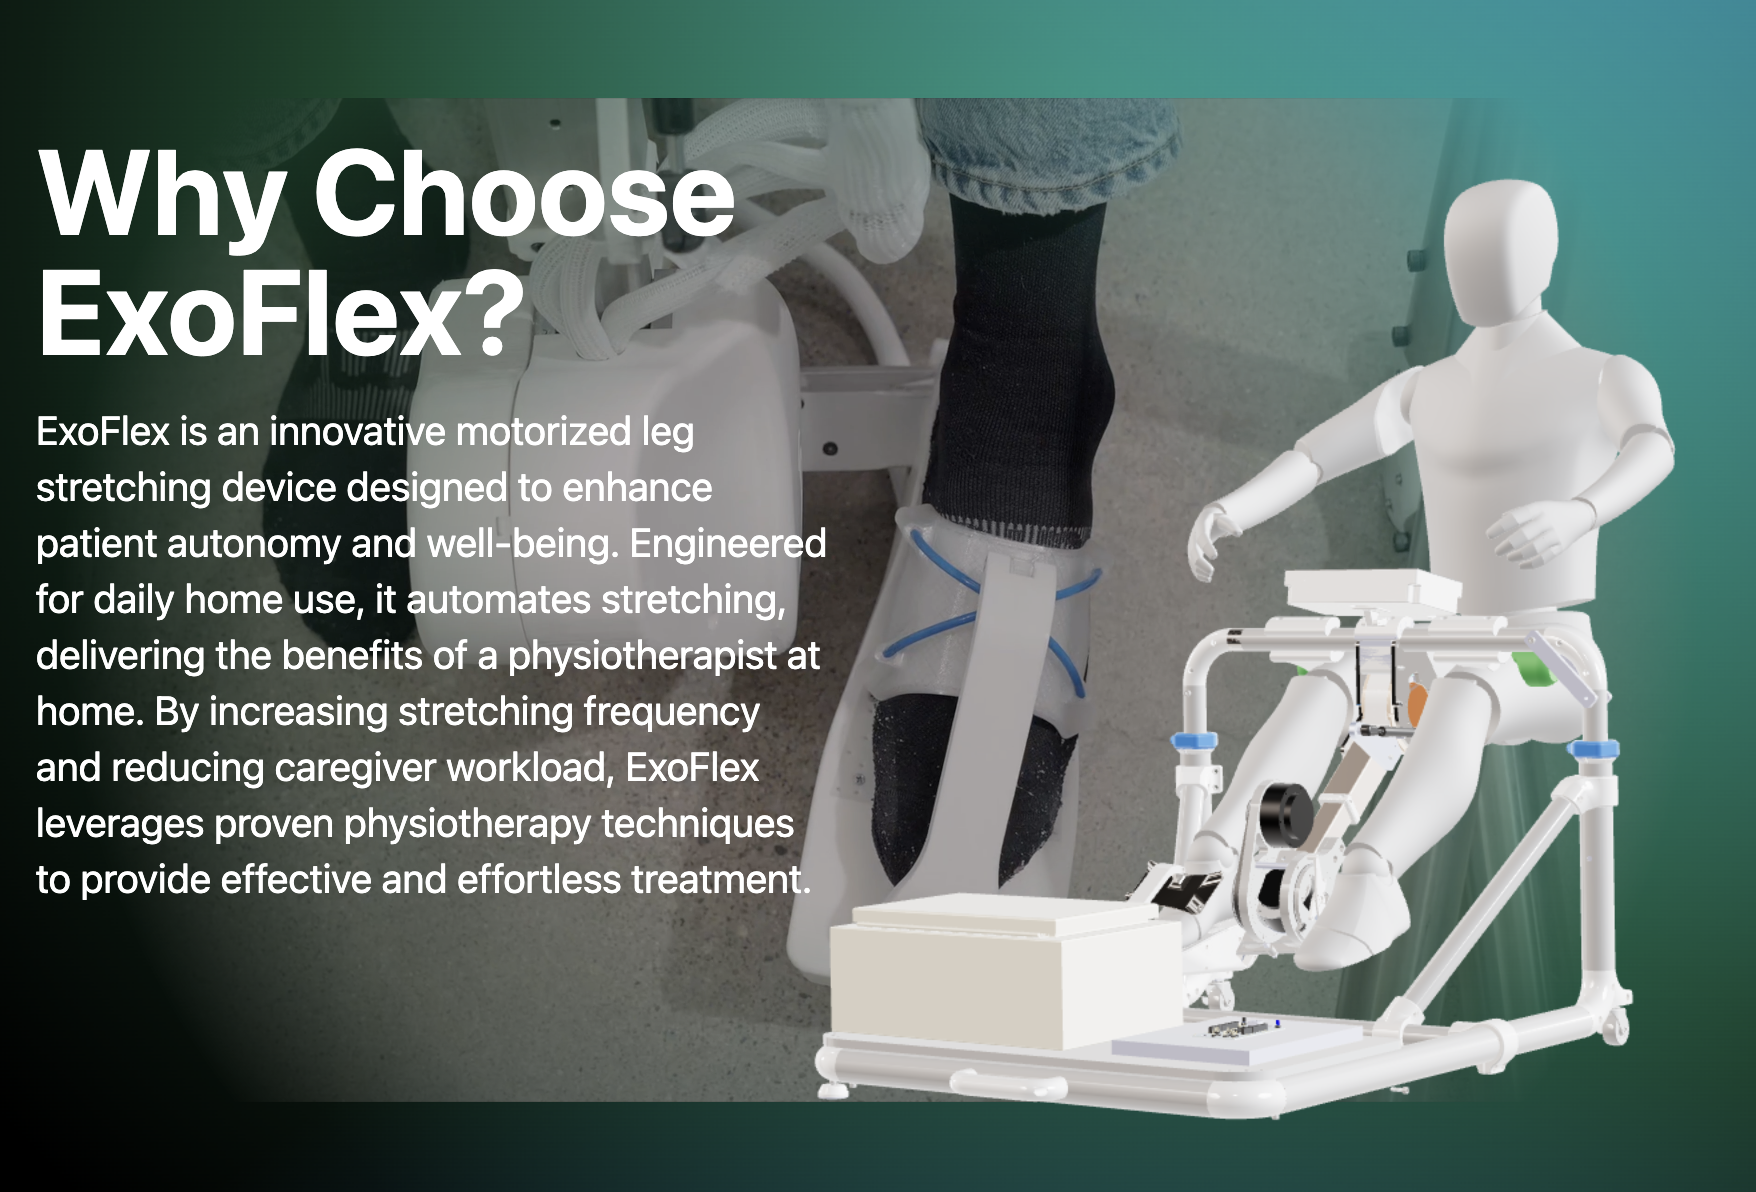 Why Choose
ExoFlex?
ExoFlex is an innovative motorized leg
stretching device designed to enhance
patient autonomy and well-being. Engineered
for daily home use, it automates stretching,
delivering the benefits of a physiotherapist at
home. By increasing stretching frequency
and reducing caregiver workload, ExoFlex
leverages proven physiotherapy techniques
to provide effective and effortless treatment.